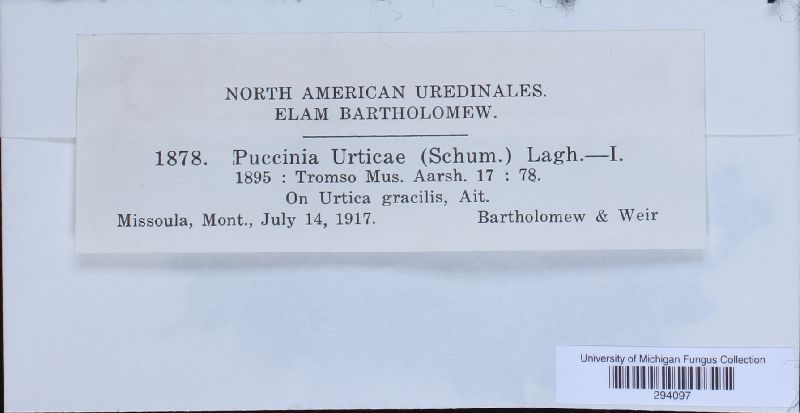 NORTH AMERICAN UREDINALES.
ELAM BARTHOLOMEW.
1878. Puccinia Urticae (Schum.) Lagh.—I.
1895 : Tromso Mus. Aarsh. 17 : 78.
On Urtica gracilis, Ait.
Missoula, Mont., July 14, 1917. Bartholomew & Weir
University of Michigan Fungus Collection
294097